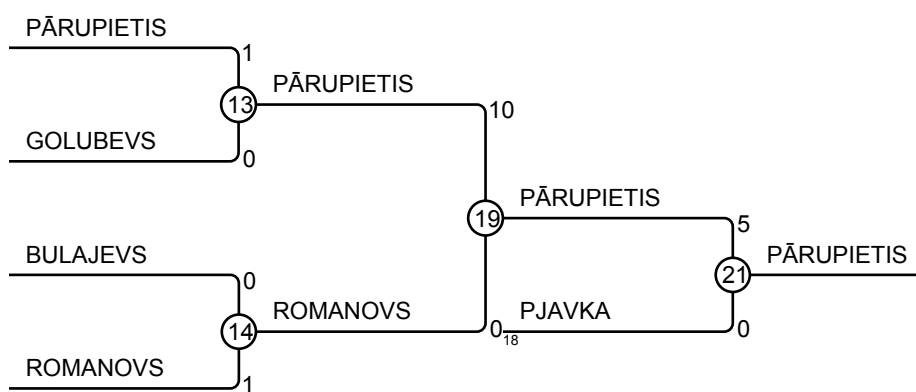 PĀRUPIETIS
1
13
PĀRUPIETIS
10
GOLUBEVS
0
19
PĀRUPIETIS
5
BULAJEVS
0
21
PĀRUPIETIS
14
ROMANOVS
0
18
PJAVKA
0
ROMANOVS
1